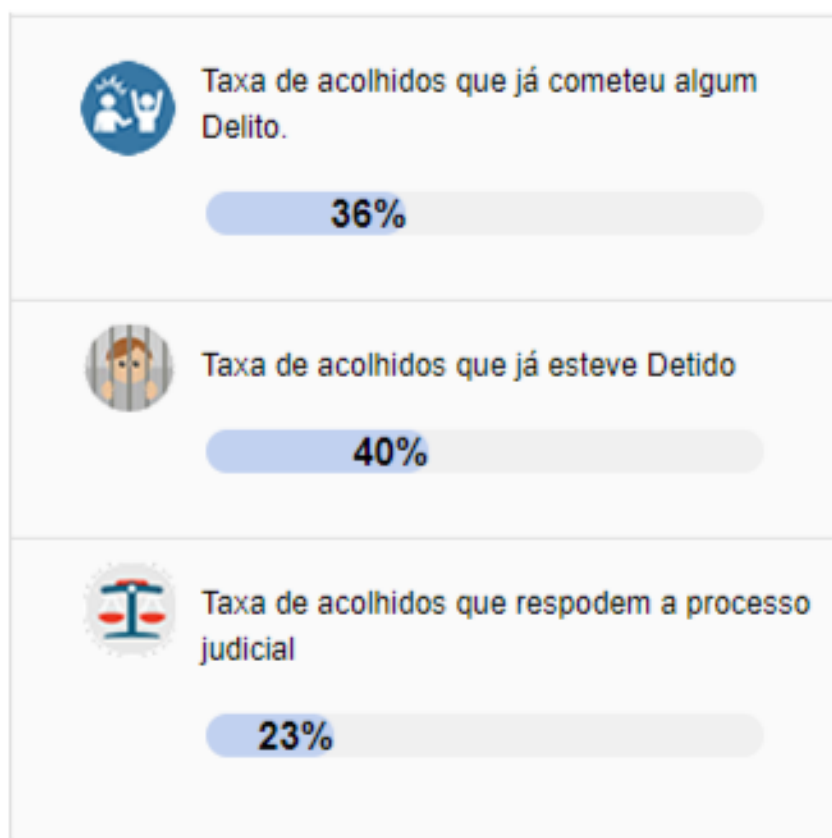 Taxa de acolhidos que já cometeu algum
Delito.
36%
Taxa de acolhidos que já esteve Detido
40%
Taxa de acolhidos que respodem a processo
judicial
23%